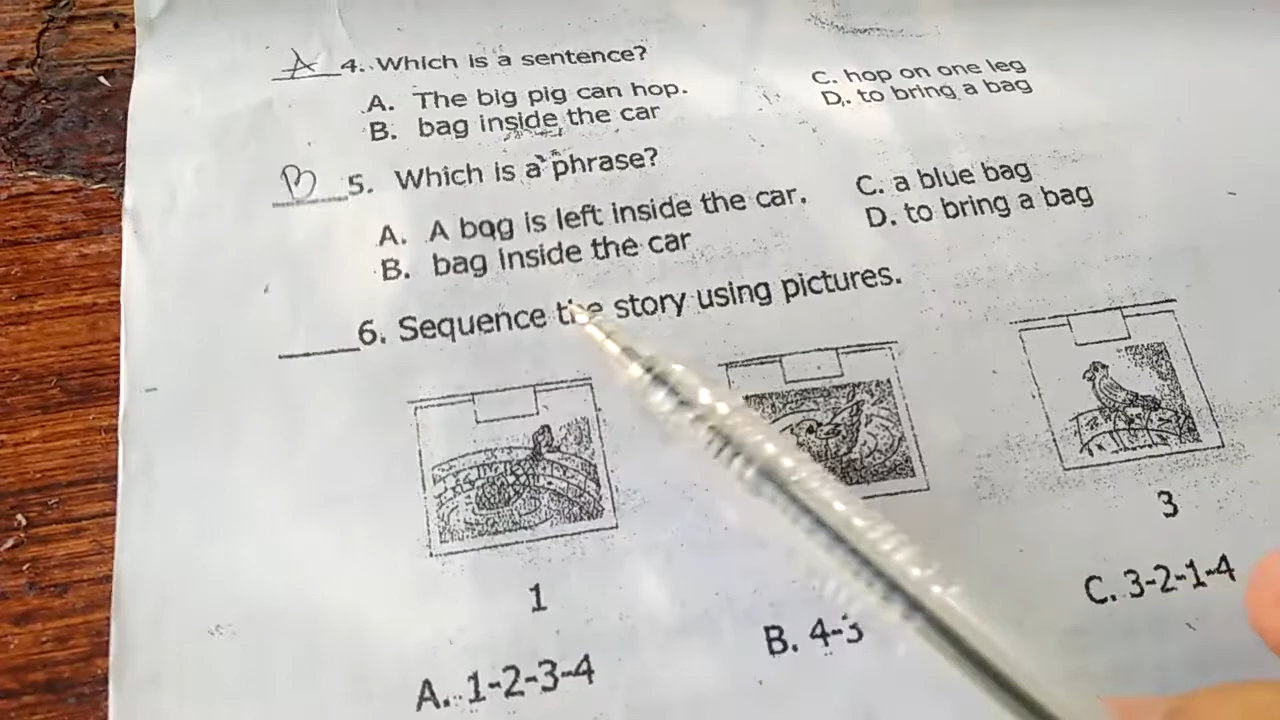 A 4. Which is a sentence?
A. The big pig can hop.
B. bag inside the car
C. hop on one leg
D. to bring a bag
B 5. Which is a phrase?
A. A bag is left inside the car.
B. bag inside the car
C. a blue bag
D. to bring a bag
6. Sequence the story using pictures.
1
3
A. 1-2-3-4
B. 4-3
C. 3-2-1-4